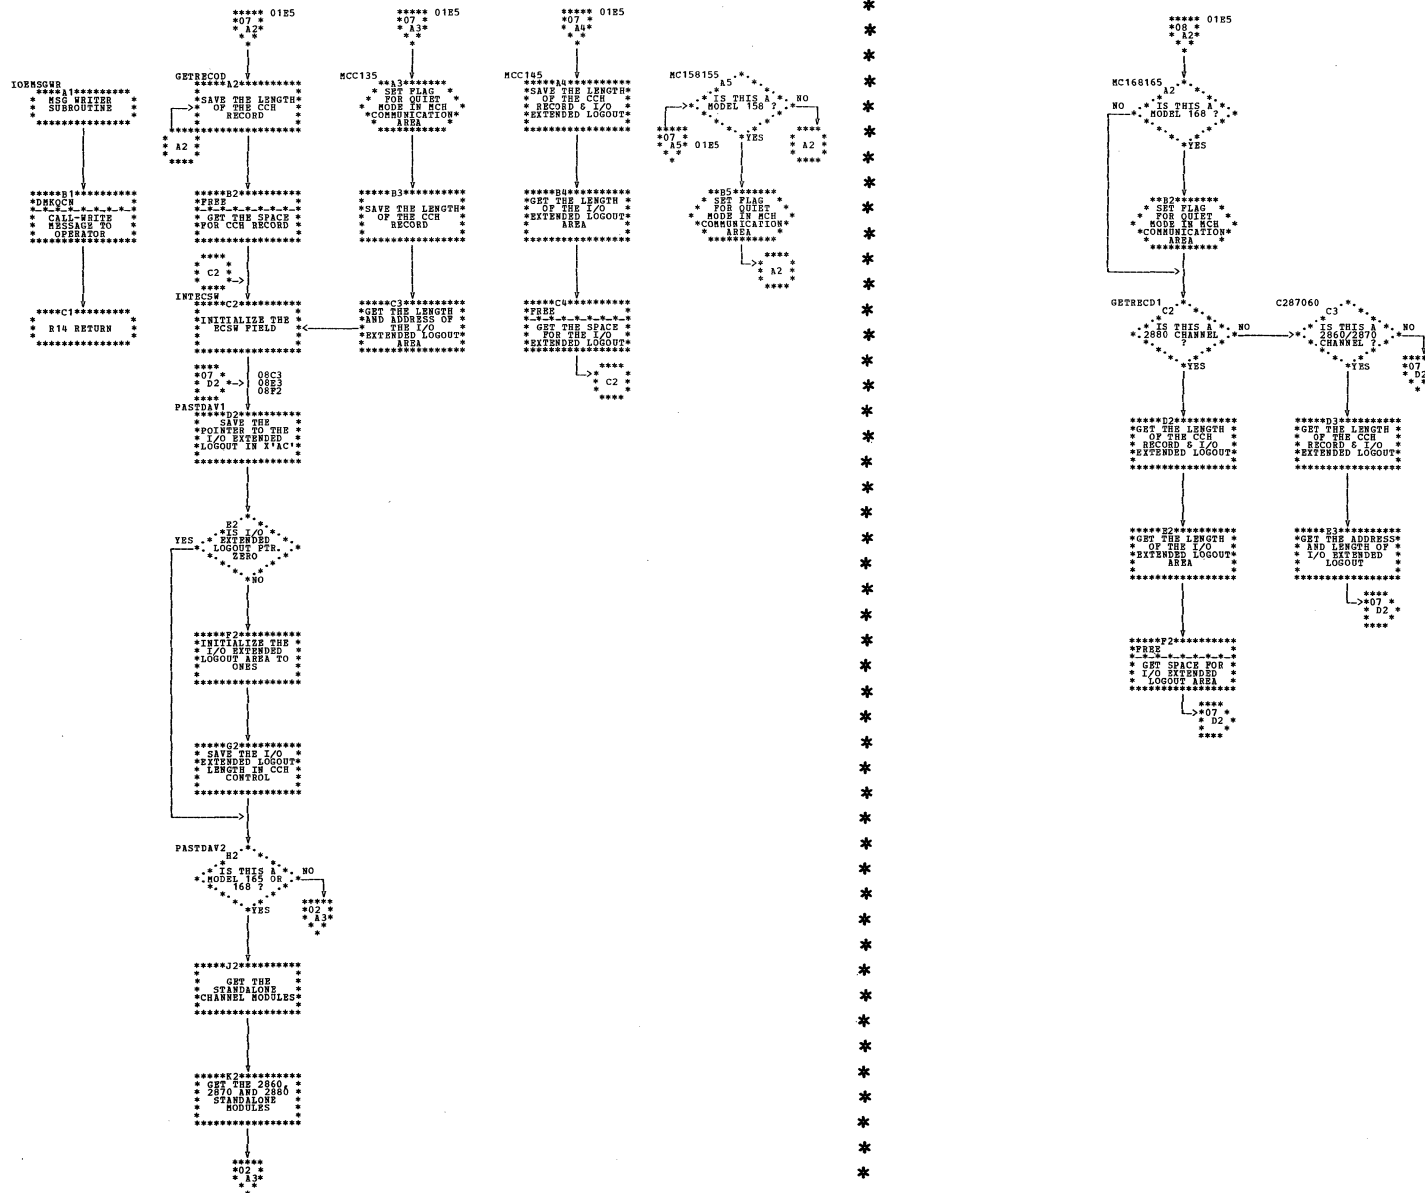 01E5
07
A2
IOEMSGWR
A1
MSG WRITER
SUBROUTINE
B1
DMKQCN
CALL-WRITE
MESSAGE TO
OPERATOR
C1
R14 RETURN
GETRECOD
A2
SAVE THE LENGTH
OF THE CCH
RECORD
A2
B2
FREE
GET THE SPACE
FOR CCH RECORD
C2
INTECSW
C2
INITIALIZE THE
ECSW FIELD
07
D2
08C3
08E3
08F2
PASTDAV1
D2
SAVE THE
POINTER TO THE
I/O EXTENDED
LOGOUT IN X'AC'
E2
IS I/O
EXTENDED
LOGOUT PTR.
ZERO
YES
NO
F2
INITIALIZE THE
I/O EXTENDED
LOGOUT AREA TO
ONES
G2
SAVE THE I/O
EXTENDED LOGOUT
LENGTH IN CCH
CONTROL
PASTDAV2
H2
IS THIS A
MODEL 165 OR
168 ?
NO
02
A3
YES
J2
GET THE
STANDALONE
CHANNEL MODULES
K2
GET THE 2860,
2870 AND 2880
STANDALONE
MODULES
02
A3
01E5
07
A3
MCC135
A3
SET FLAG
FOR QUIET
MODE IN MCH
COMMUNICATION
AREA
B3
SAVE THE LENGTH
OF THE CCH
RECORD
C3
GET THE LENGTH
AND ADDRESS OF
THE I/O
EXTENDED LOGOUT
AREA
01E5
07
A4
MCC145
A4
SAVE THE LENGTH
OF THE CCH
RECORD & I/O
EXTENDED LOGOUT
B4
GET THE LENGTH
OF THE I/O
EXTENDED LOGOUT
AREA
C4
FREE
GET THE SPACE
FOR THE I/O
EXTENDED LOGOUT
C2
MC158155
A5
IS THIS A
MODEL 158 ?
NO
A2
07
A5
01E5
YES
B5
SET FLAG
FOR QUIET
MODE IN MCH
COMMUNICATION
AREA
A2
01E5
08
A2
MC168165
A2
IS THIS A
MODEL 168 ?
NO
YES
B2
SET FLAG
FOR QUIET
MODE IN MCH
COMMUNICATION
AREA
GETRECD1
C2
IS THIS A
2880 CHANNEL
?
NO
YES
D2
GET THE LENGTH
OF THE CCH
RECORD & I/O
EXTENDED LOGOUT
E2
GET THE LENGTH
OF THE I/O
EXTENDED LOGOUT
AREA
F2
FREE
GET SPACE FOR
I/O EXTENDED
LOGOUT AREA
07
D2
C287060
C3
IS THIS A
2860/2870
CHANNEL ?
NO
07
D2
YES
D3
GET THE LENGTH
OF THE CCH
RECORD & I/O
EXTENDED LOGOUT
E3
GET THE ADDRESS
AND LENGTH OF
I/O EXTENDED
LOGOUT
07
D2